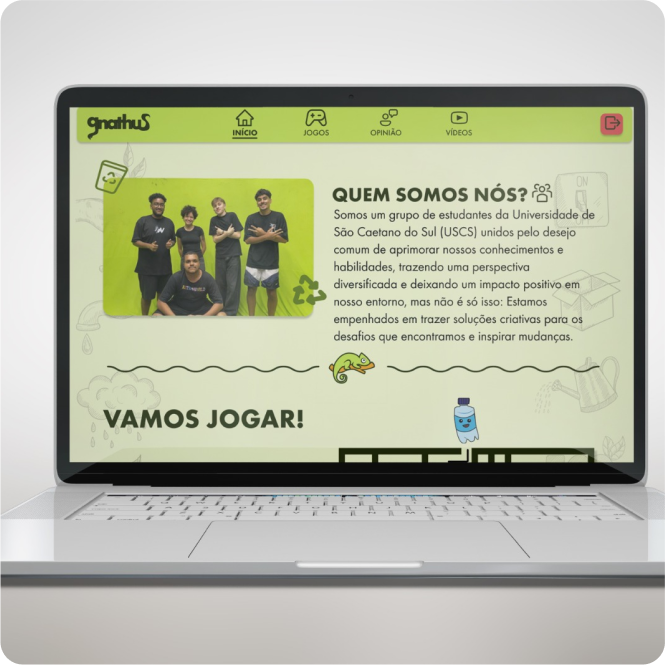 gnathus
INÍCIO
JOGOS
OPINIÃO
VÍDEOS
ON
QUEM SOMOS NÓS?
Somos um grupo de estudantes da Universidade de
São Caetano do Sul (USCS) unidos pelo desejo
comum de aprimorar nossos conhecimentos e
habilidades, trazendo uma perspectiva
diversificada e deixando um impacto positivo em
nosso entorno, mas não é só isso: Estamos
empenhados em trazer soluções criativas para os
desafios que encontramos e inspirar mudanças.
VAMOS JOGAR!